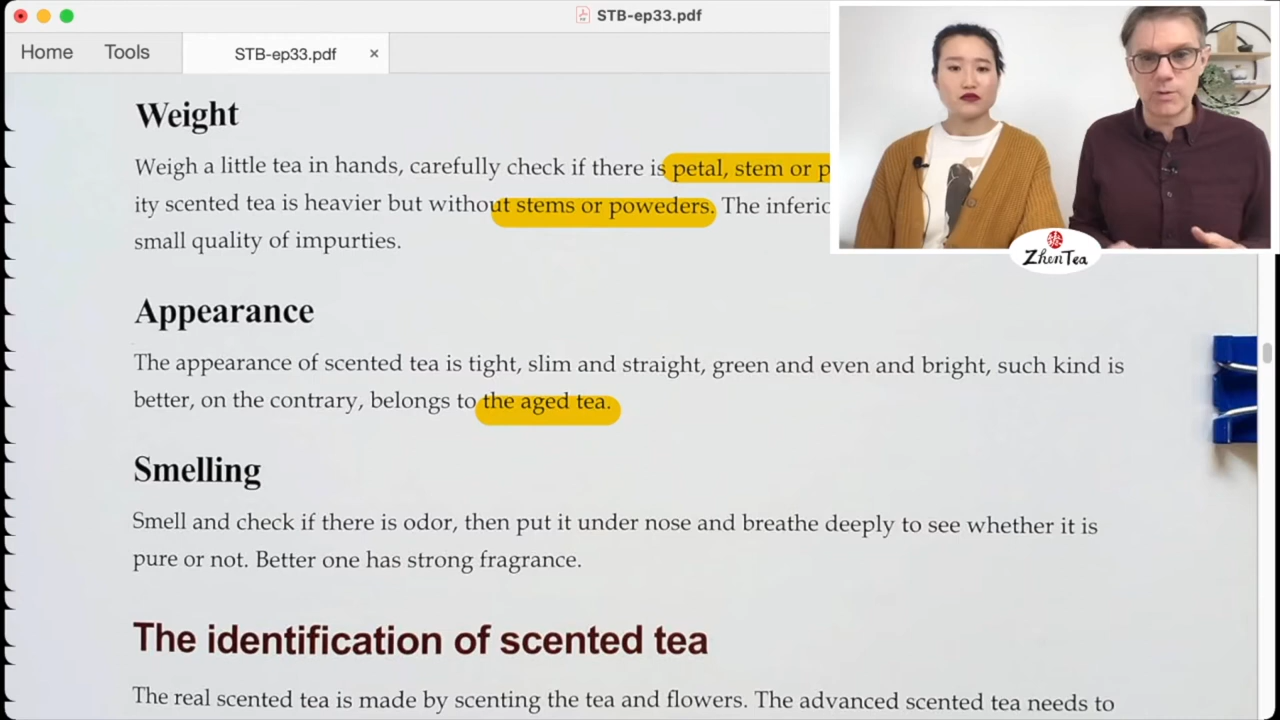 STB-ep33.pdf
Home Tools STB-ep33.pdf ×
Weight
Weigh a little tea in hands, carefully check if there is petal, stem or p
ity scented tea is heavier but without stems or poweders. The inferio
small quality of impurties.
Zhen Tea
Appearance
The appearance of scented tea is tight, slim and straight, green and even and bright, such kind is
better, on the contrary, belongs to the aged tea.
Smelling
Smell and check if there is odor, then put it under nose and breathe deeply to see whether it is
pure or not. Better one has strong fragrance.
The identification of scented tea
The real scented tea is made by scenting the tea and flowers. The advanced scented tea needs to